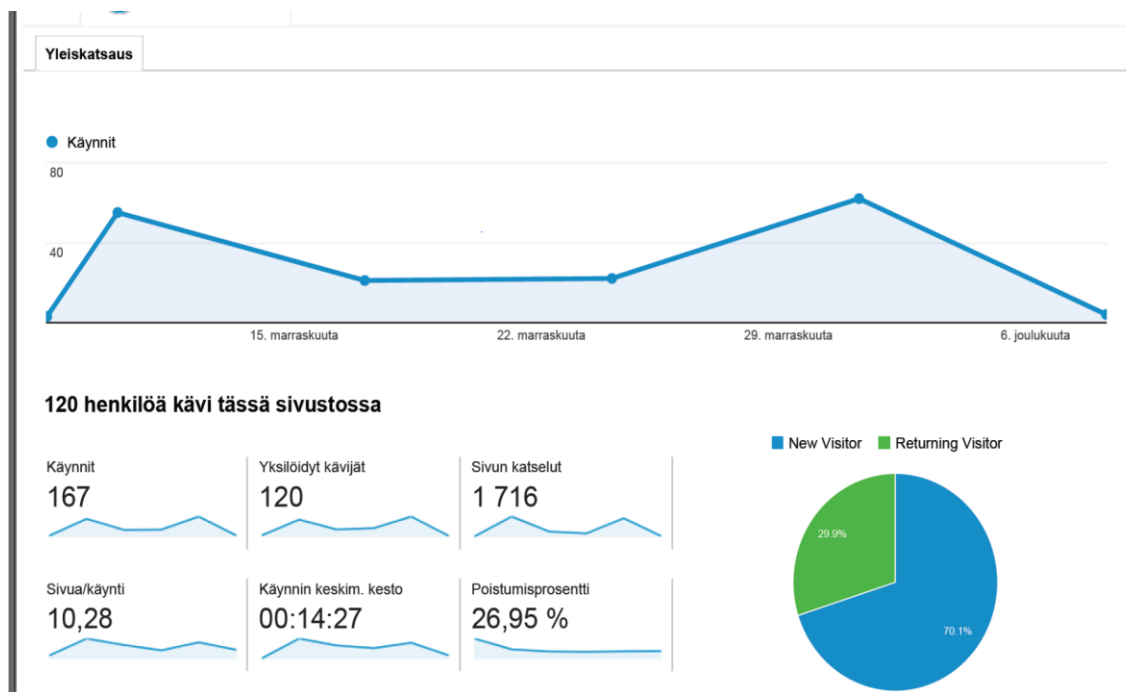 Yleiskatsaus
Käynnit
80
40
15. marraskuuta
22. marraskuuta
29. marraskuuta
6. joulukuuta
120 henkilöä kävi tässä sivustossa
New Visitor
Returning Visitor
Käynnit
167
Yksilöidyt kävijät
120
Sivun katselut
1 716
Sivua/käynti
10,28
Käynnin keskim. kesto
00:14:27
Poistumisprosentti
26,95 %
29.9%
70.1%